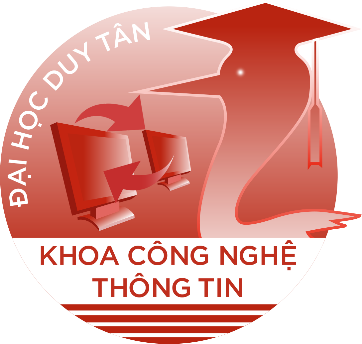 ĐẠI HỌC DUY TÂN
KHOA CÔNG NGHỆ
THÔNG TIN